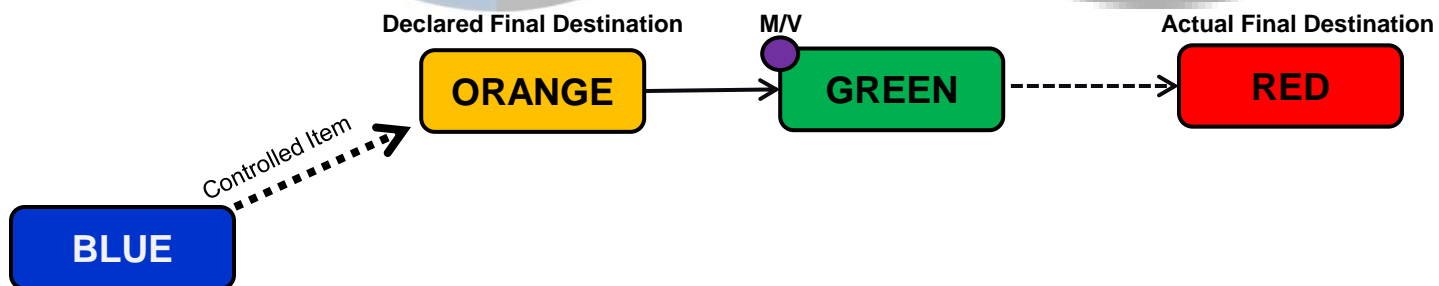 Declared Final Destination
M/V
Actual Final Destination
ORANGE
GREEN
RED
Controlled Item
BLUE